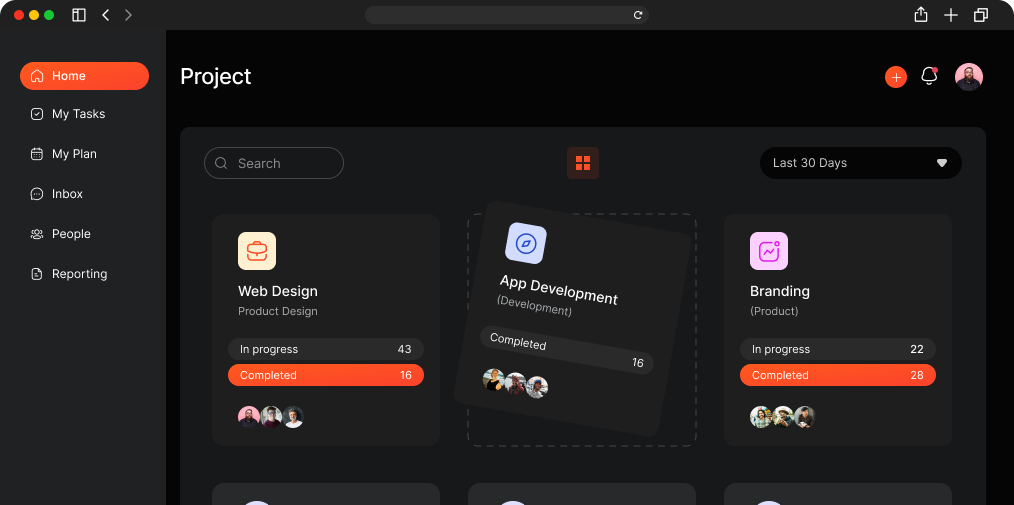 Project
Home
My Tasks
My Plan
Inbox
People
Reporting
Search
Last 30 Days
Web Design
Product Design
In progress 43
Completed 16
App Development
(Development)
Completed 16
Branding
(Product)
In progress 22
Completed 28